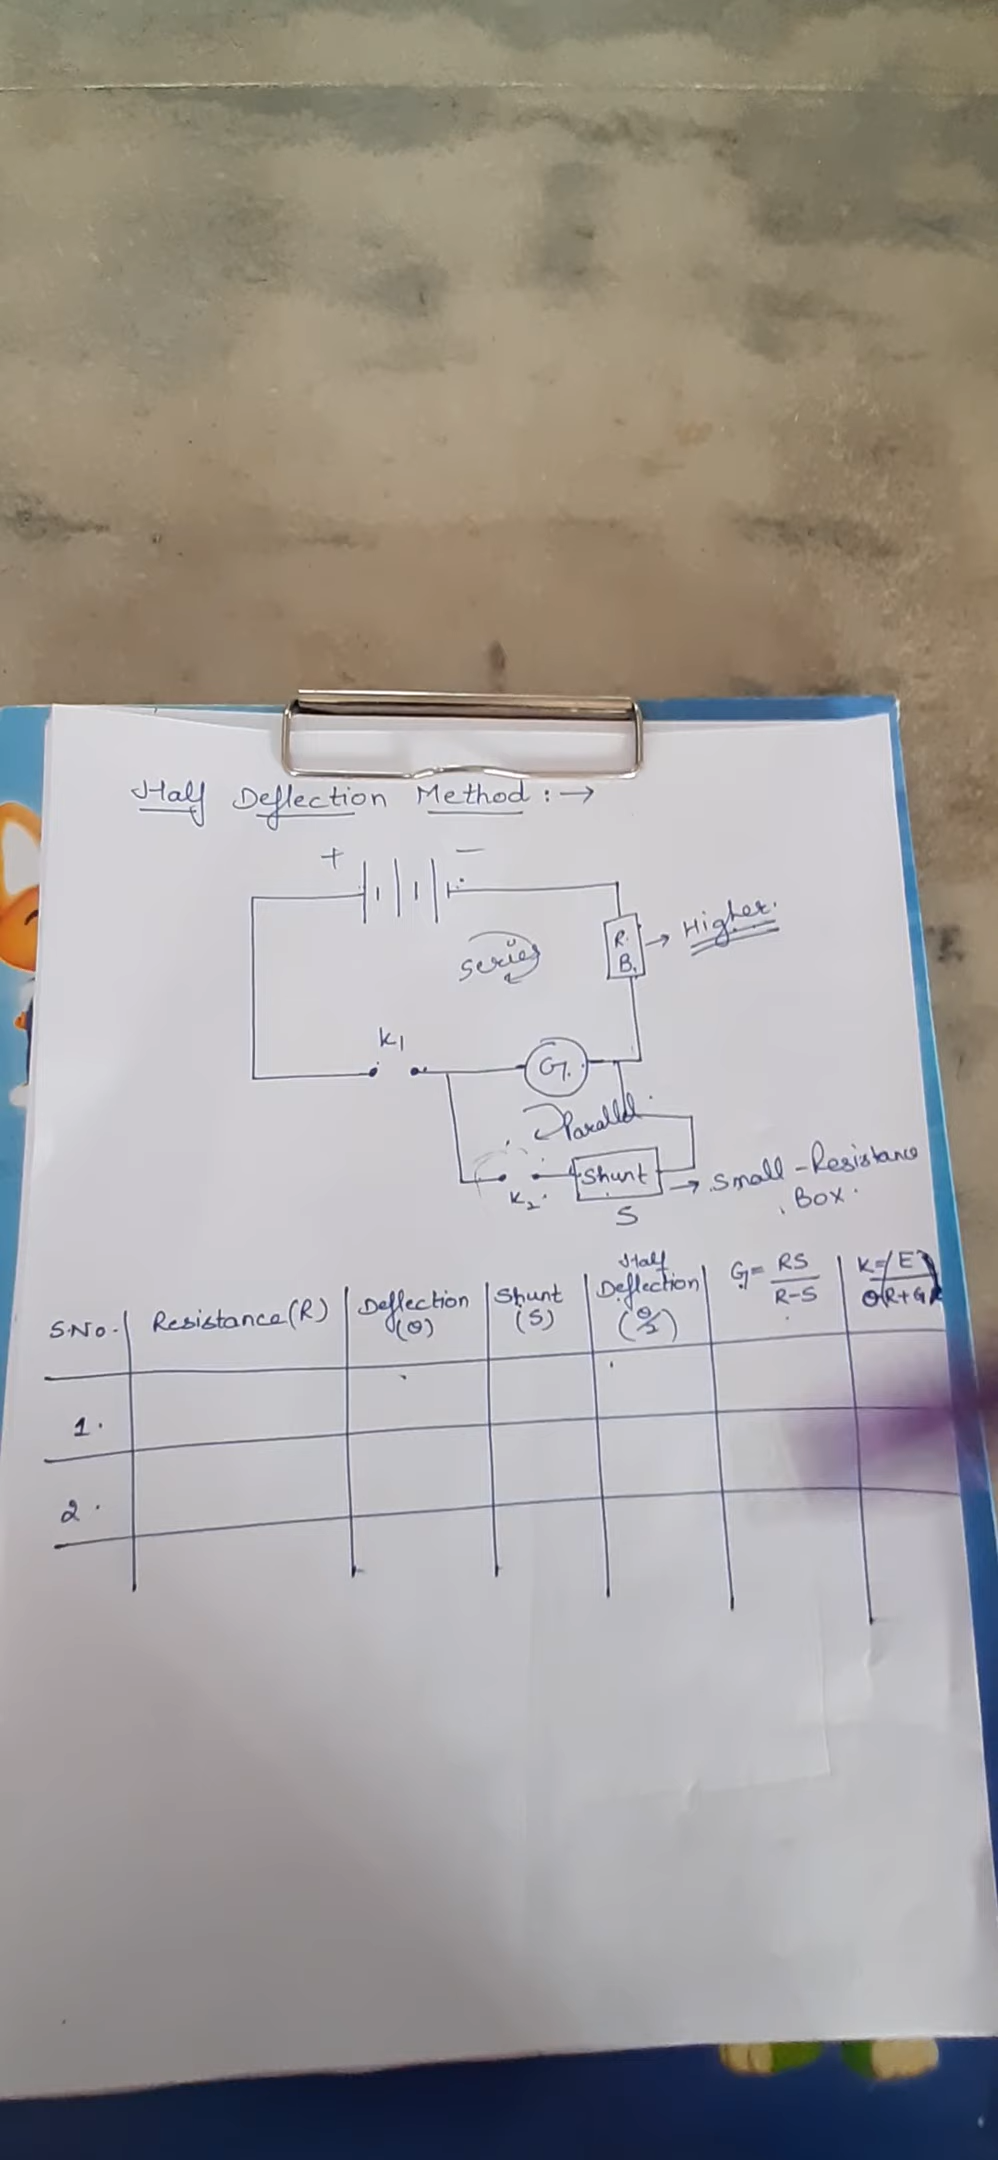 Half Deflection Method :→
+ −
R.
B. → Higher.
series
K1
G.
Parallel
K2 Shunt → Small - Resistance
Box.
S
S.No. Resistance (R) Deflection (θ) Shunt (S) Half Deflection (θ/2) G = RS/R-S K = E/θ(R+G)
1.
2.